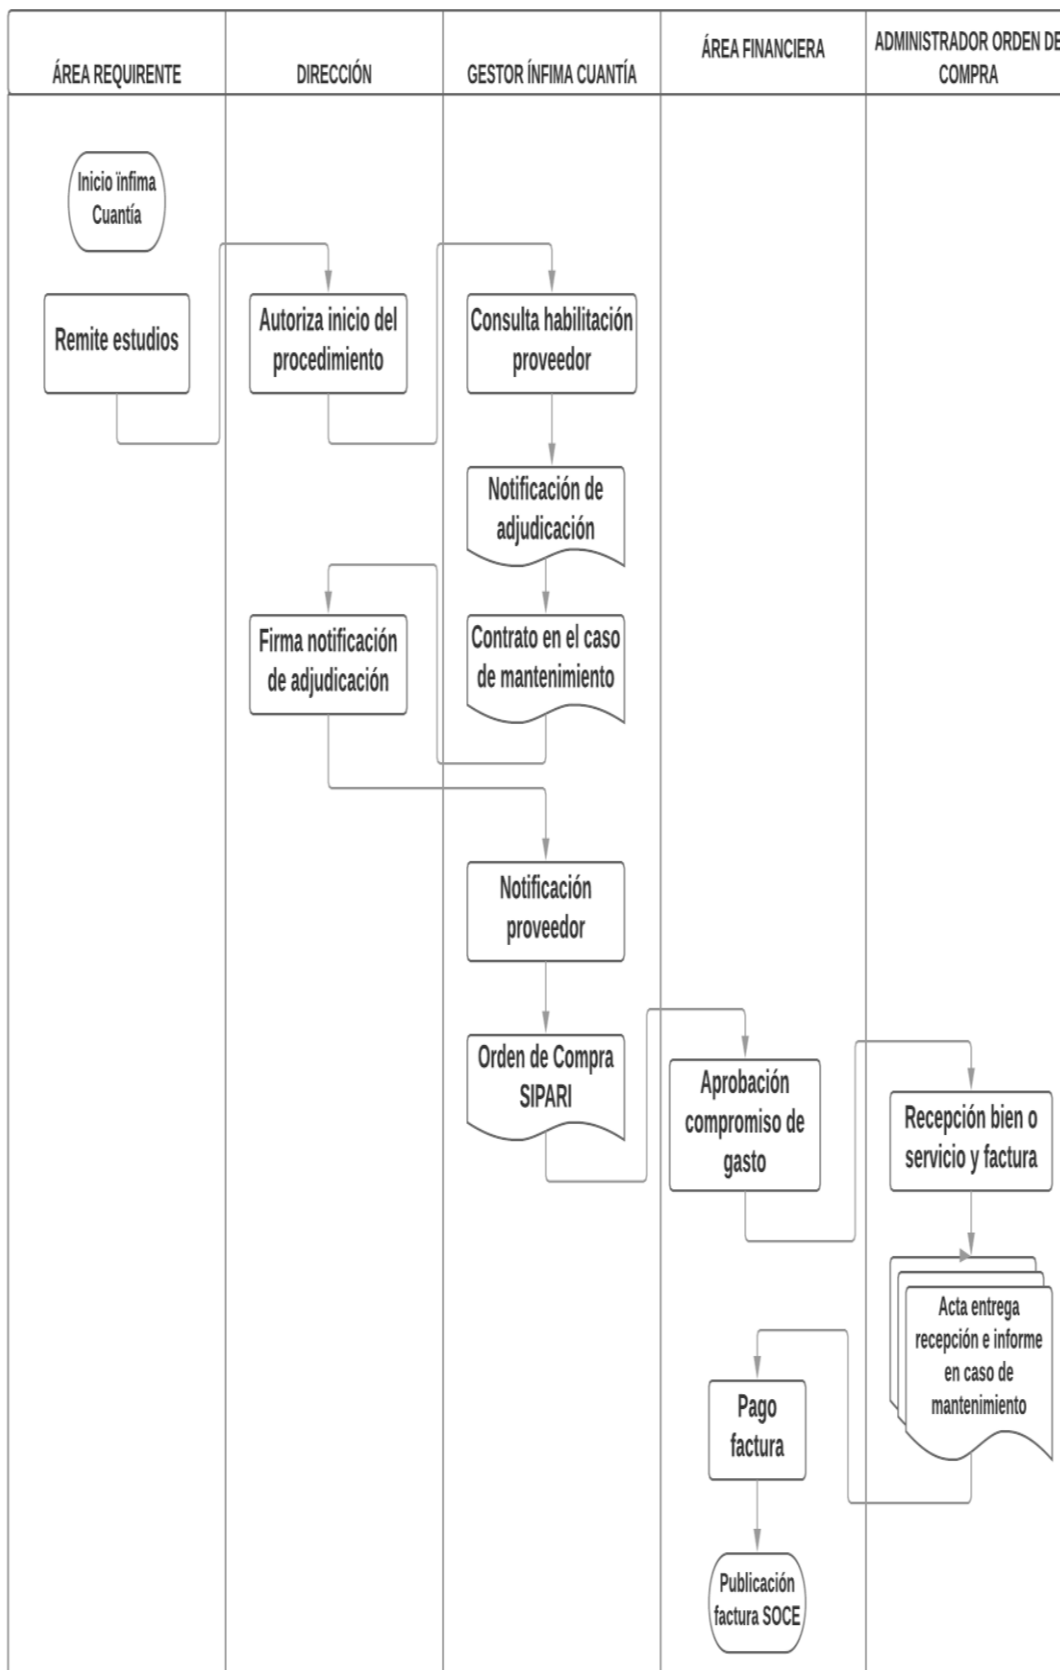 ÁREA REQUIRENTE
DIRECCIÓN
GESTOR ÍNFIMA CUANTÍA
ÁREA FINANCIERA
ADMINISTRADOR ORDEN DE
COMPRA
Inicio ïnfima
Cuantía
Remite estudios
Autoriza inicio del
procedimiento
Consulta habilitación
proveedor
Notificación de
adjudicación
Contrato en el caso
de mantenimiento
Firma notificación
de adjudicación
Notificación
proveedor
Orden de Compra
SIPARI
Aprobación
compromiso de
gasto
Recepción bien o
servicio y factura
Acta entrega
recepción e informe
en caso de
mantenimiento
Pago
factura
Publicación
factura SOCE